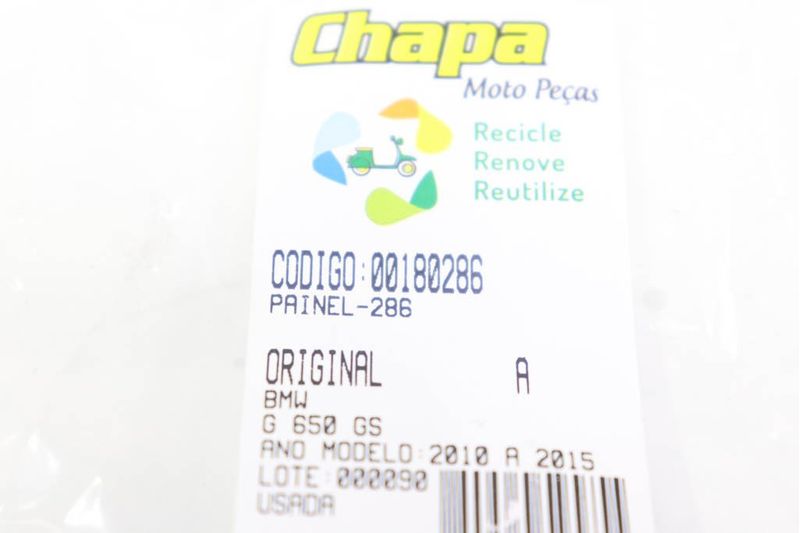 Chapa
Moto Peças
Recicle
Renove
Reutilize
CODIGO:00180286
PAINEL-286
ORIGINAL A
BMW
G 650 GS
ANO MODELO:2010 A 2015
LOTE:000090
USADA